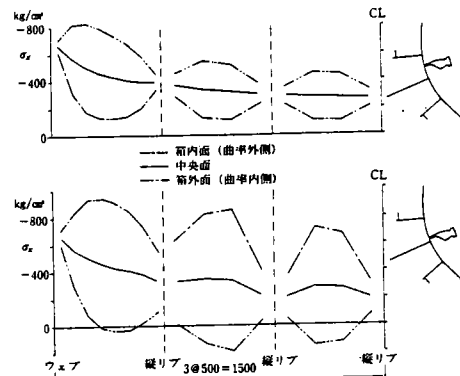 kg/cm²
CL
-800
σx
-400
0
箱内面 (曲率外側)
中央面
箱外面 (曲率内側)
kg/cm²
CL
-800
σx
-400
0
ウェブ 縦リブ 縦リブ 縦リブ
3@500=1500